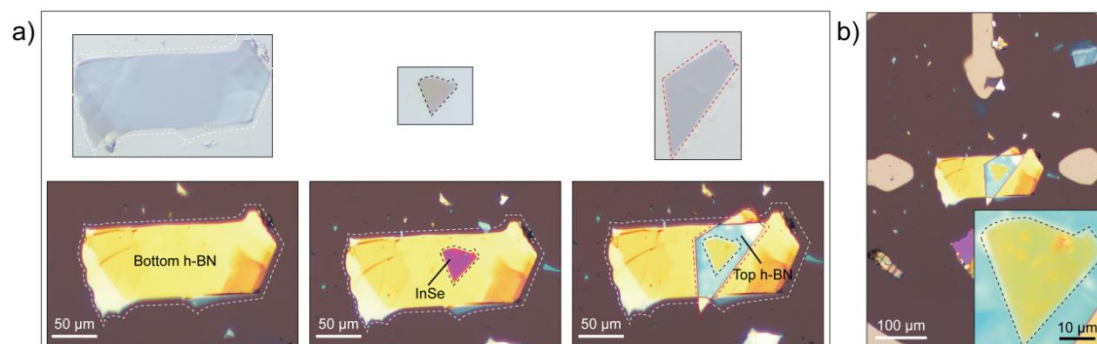 a)
b)
Bottom h-BN
50 µm
InSe
50 µm
Top h-BN
50 µm
100 µm
10 µm